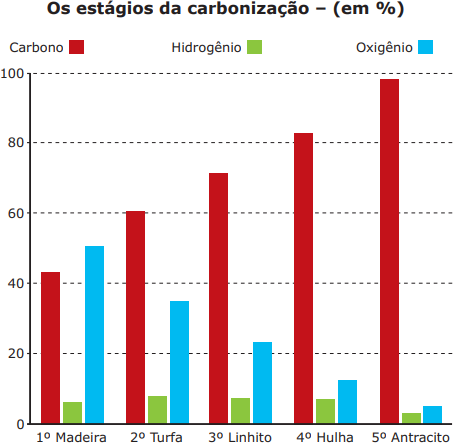 Os estágios da carbonização – (em %)
Carbono Hidrogênio Oxigênio
100
80
60
40
20
0
1º Madeira 2º Turfa 3º Linhito 4º Hulha 5º Antracito